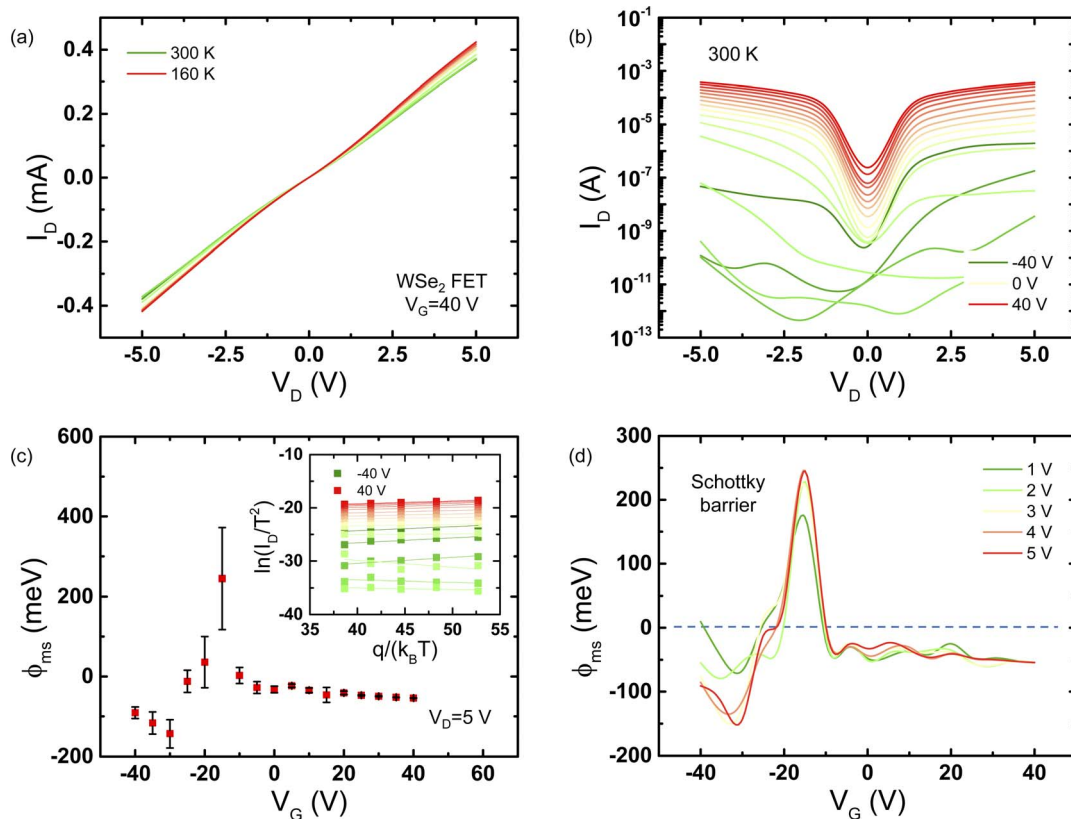 (a)
300 K
160 K
WSe₂ FET
V_G=40 V
0.4
0.2
0.0
-0.2
-0.4
I_D (mA)
-5.0 -2.5 0.0 2.5 5.0
V_D (V)
(b)
300 K
-40 V
0 V
40 V
10⁻¹
10⁻³
10⁻⁵
10⁻⁷
10⁻⁹
10⁻¹¹
10⁻¹³
I_D (A)
-5.0 -2.5 0.0 2.5 5.0
V_D (V)
(c)
600
400
200
0
-200
ϕ_ms (meV)
-40 -20 0 20 40 60
V_G (V)
V_D=5 V
-40 V
40 V
-10
-20
-30
-40
ln(I_D/T²)
35 40 45 50 55
q/(k_BT)
(d)
Schottky
barrier
1 V
2 V
3 V
4 V
5 V
300
200
100
0
-100
-200
ϕ_ms (meV)
-40 -20 0 20 40
V_G (V)